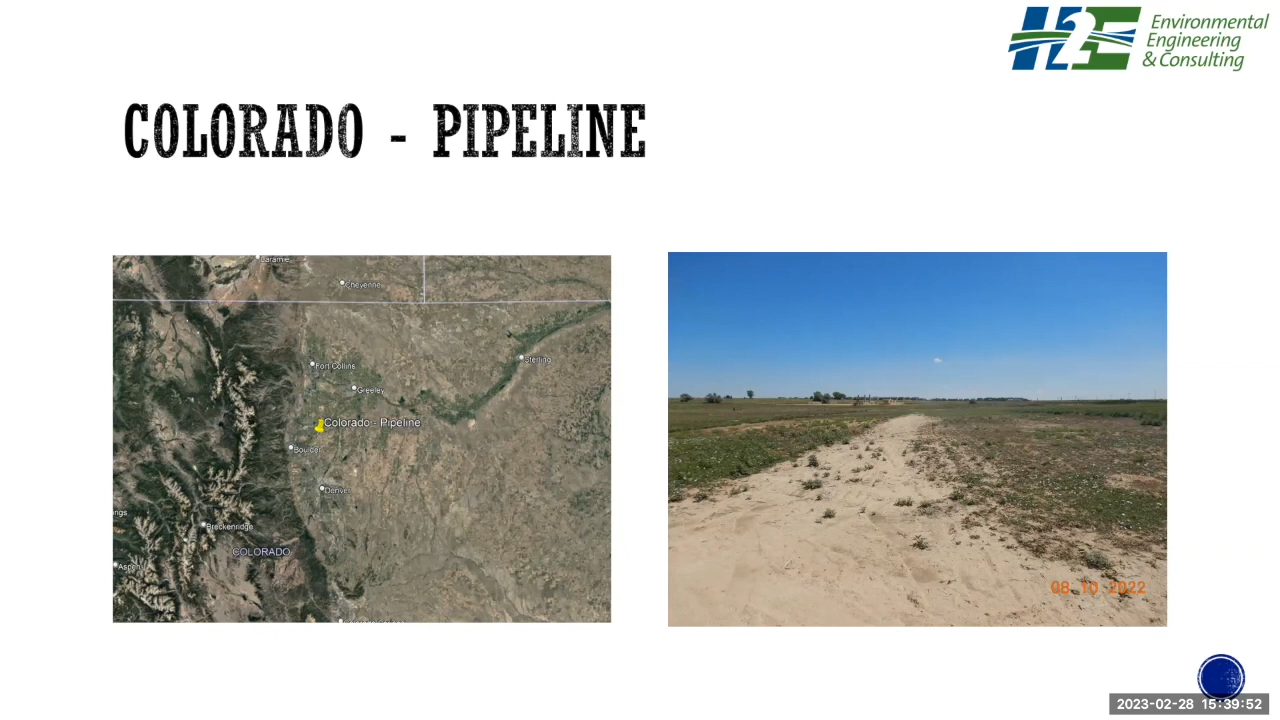 Environmental
Engineering
& Consulting
COLORADO - PIPELINE
Laramie
Cheyenne
Fort Collins
Sterling
Greeley
Colorado - Pipeline
Boulder
Denver
ngs
Breckenridge
COLORADO
Aspen
08.10.2022
2023-02-28 15:39:52